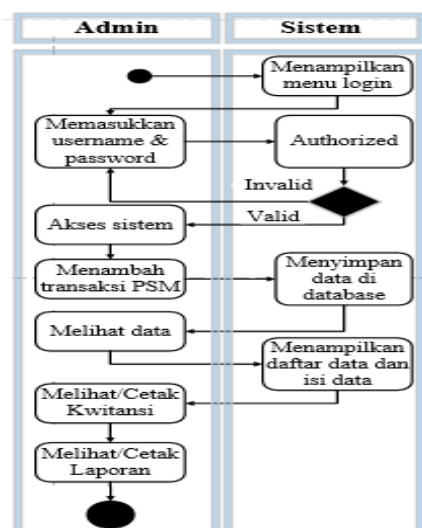 Admin
Sistem
Menampilkan
menu login
Memasukkan
username &
password
Authorized
Invalid
Valid
Akses sistem
Menambah
transaksi PSM
Menyimpan
data di
database
Melihat data
Menampilkan
daftar data dan
isi data
Melihat/Cetak
Kwitansi
Melihat/Cetak
Laporan